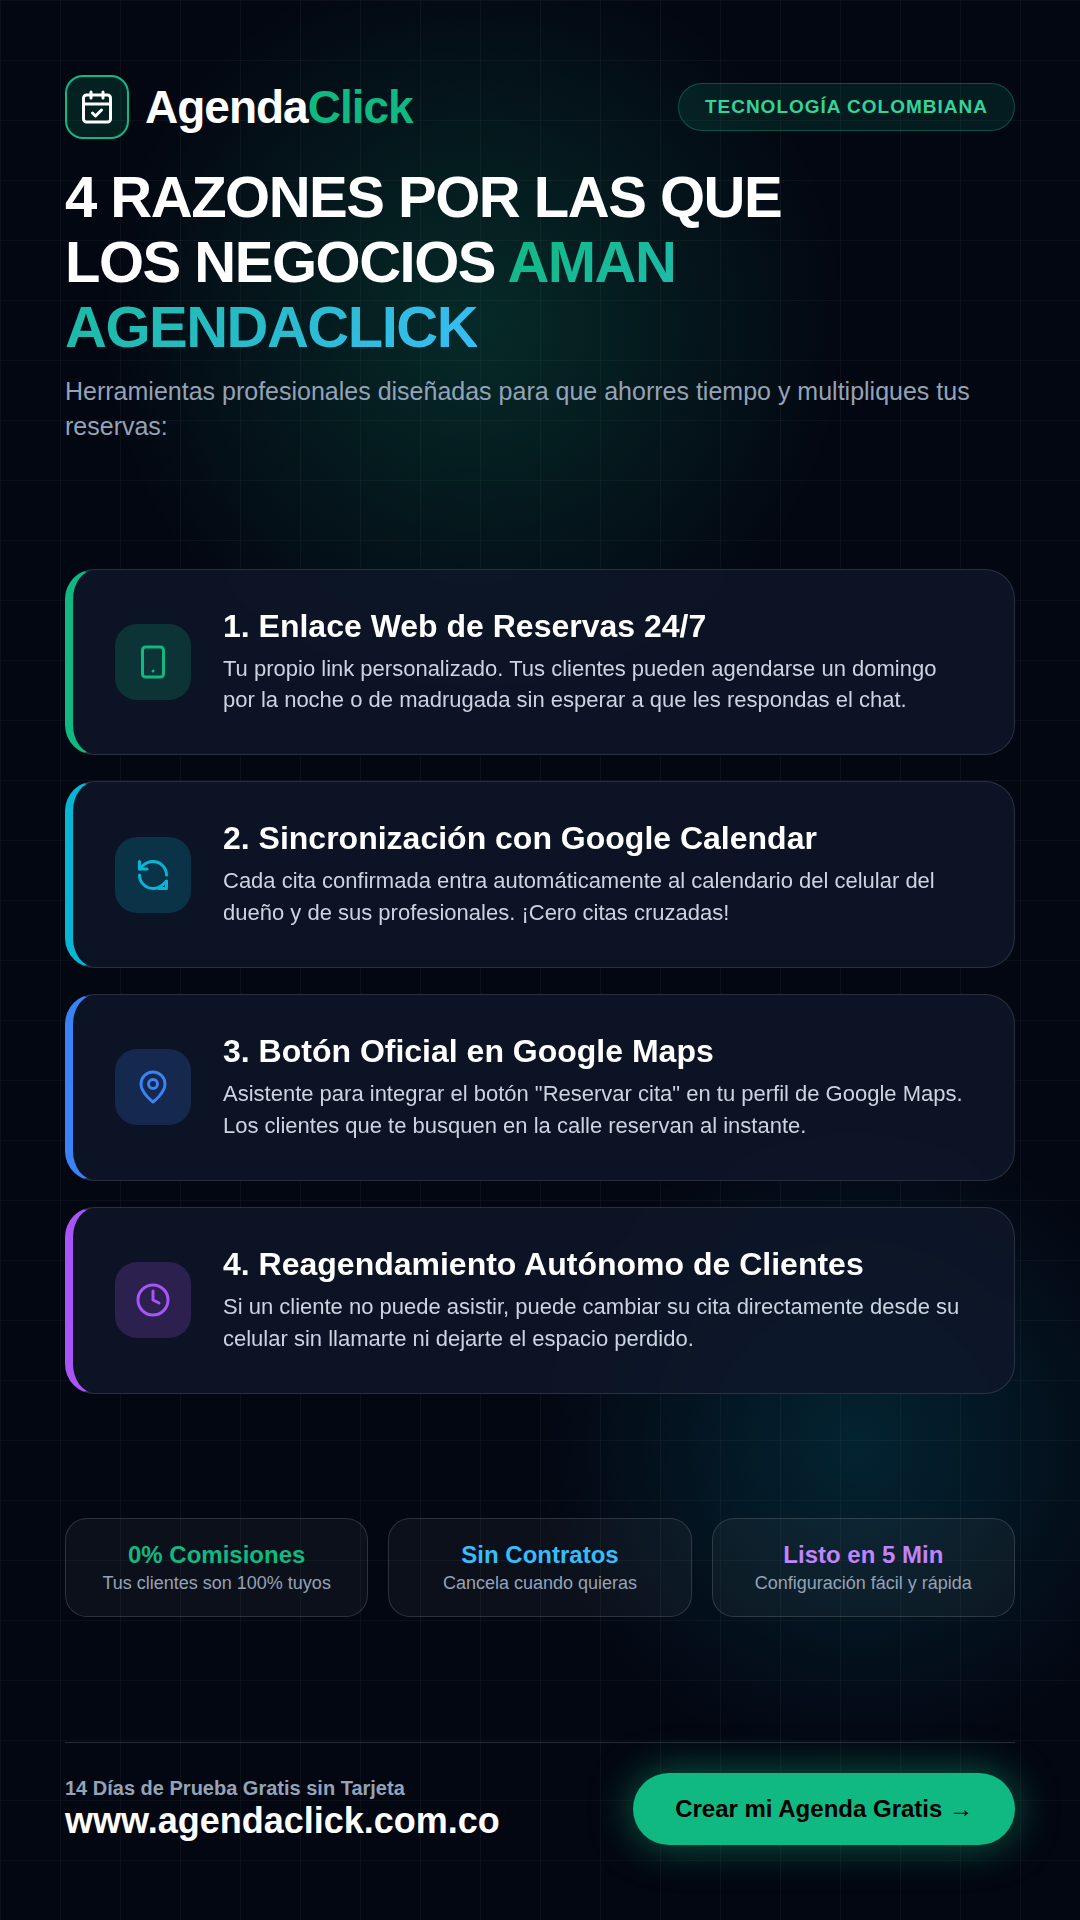 AgendaClick
TECNOLOGÍA COLOMBIANA
4 RAZONES POR LAS QUE
LOS NEGOCIOS AMAN
AGENDACLICK
Herramientas profesionales diseñadas para que ahorres tiempo y multipliques tus
reservas:
1. Enlace Web de Reservas 24/7
Tu propio link personalizado. Tus clientes pueden agendarse un domingo
por la noche o de madrugada sin esperar a que les respondas el chat.
2. Sincronización con Google Calendar
Cada cita confirmada entra automáticamente al calendario del celular del
dueño y de sus profesionales. ¡Cero citas cruzadas!
3. Botón Oficial en Google Maps
Asistente para integrar el botón "Reservar cita" en tu perfil de Google Maps.
Los clientes que te busquen en la calle reservan al instante.
4. Reagendamiento Autónomo de Clientes
Si un cliente no puede asistir, puede cambiar su cita directamente desde su
celular sin llamarte ni dejarte el espacio perdido.
0% Comisiones
Tus clientes son 100% tuyos
Sin Contratos
Cancela cuando quieras
Listo en 5 Min
Configuración fácil y rápida
14 Días de Prueba Gratis sin Tarjeta
www.agendaclick.com.co
Crear mi Agenda Gratis →